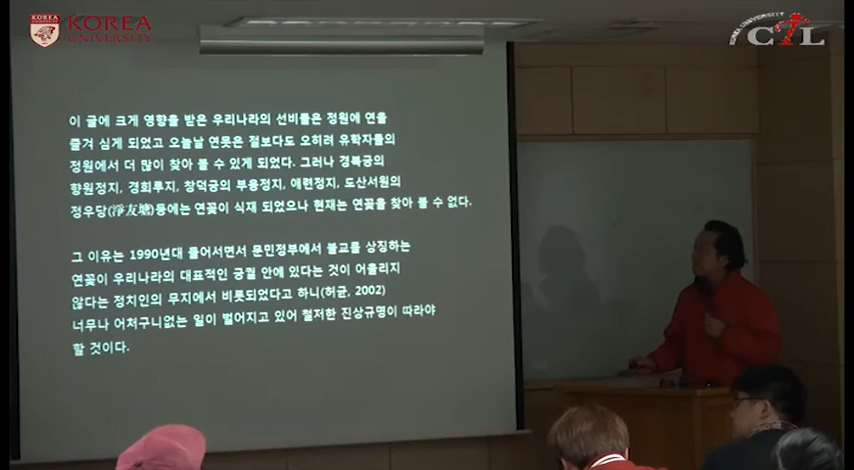 KOREA
UNIVERSITY
KOREA
KOREA UNIVERSITY
CTL
이 글에 크게 영향을 받은 우리나라의 선비들은 정원에 연을
즐겨 심게 되었고 오늘날 연못은 절보다도 오히려 유학자들의
정원에서 더 많이 찾아 볼 수 있게 되었다. 그러나 경복궁의
향원정지, 경회루지, 창덕궁의 부용정지, 애련정지, 도산서원의
정우당(淨友塘)등에는 연꽃이 식재 되었으나 현재는 연꽃을 찾아 볼 수 없다.
그 이유는 1990년대 들어서면서 문민정부에서 불교를 상징하는
연꽃이 우리나라의 대표적인 궁궐 안에 있다는 것이 어울리지
않다는 정치인의 무지에서 비롯되었다고 하니(허균, 2002)
너무나 어처구니없는 일이 벌어지고 있어 철저한 진상규명이 따라야
할 것이다.